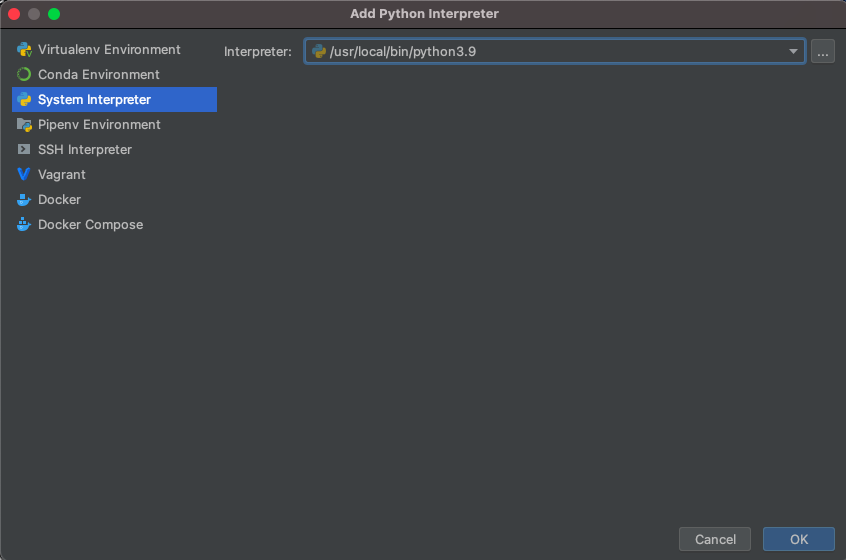 Add Python Interpreter
Virtualenv Environment
Conda Environment
System Interpreter
Pipenv Environment
SSH Interpreter
Vagrant
Docker
Docker Compose
Interpreter: /usr/local/bin/python3.9 ...
Cancel OK